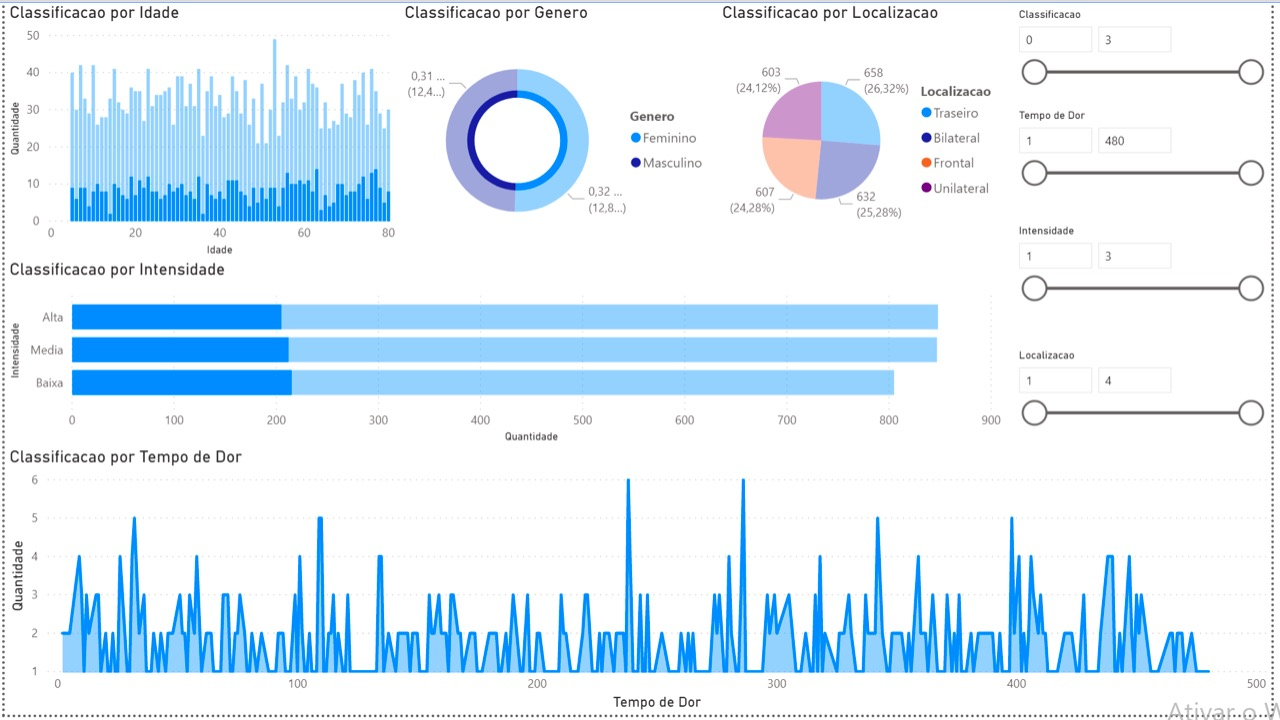 Classificacao por Idade
50
40
30
20
10
0
0 20 40 60 80
Quantidade
Idade
Classificacao por Genero
0,31 ...
(12,4...)
0,32 ...
(12,8...)
Genero
Feminino
Masculino
Classificacao por Localizacao
603
(24,12%)
658
(26,32%)
607
(24,28%)
632
(25,28%)
Localizacao
Traseiro
Bilateral
Frontal
Unilateral
Classificacao
0 3
Tempo de Dor
1 480
Intensidade
1 3
Localizacao
1 4
Classificacao por Intensidade
Intensidade
Alta
Media
Baixa
0 100 200 300 400 500 600 700 800 900
Quantidade
Classificacao por Tempo de Dor
Quantidade
6
5
4
3
2
1
0 100 200 300 400 500
Tempo de Dor
Ativar o W